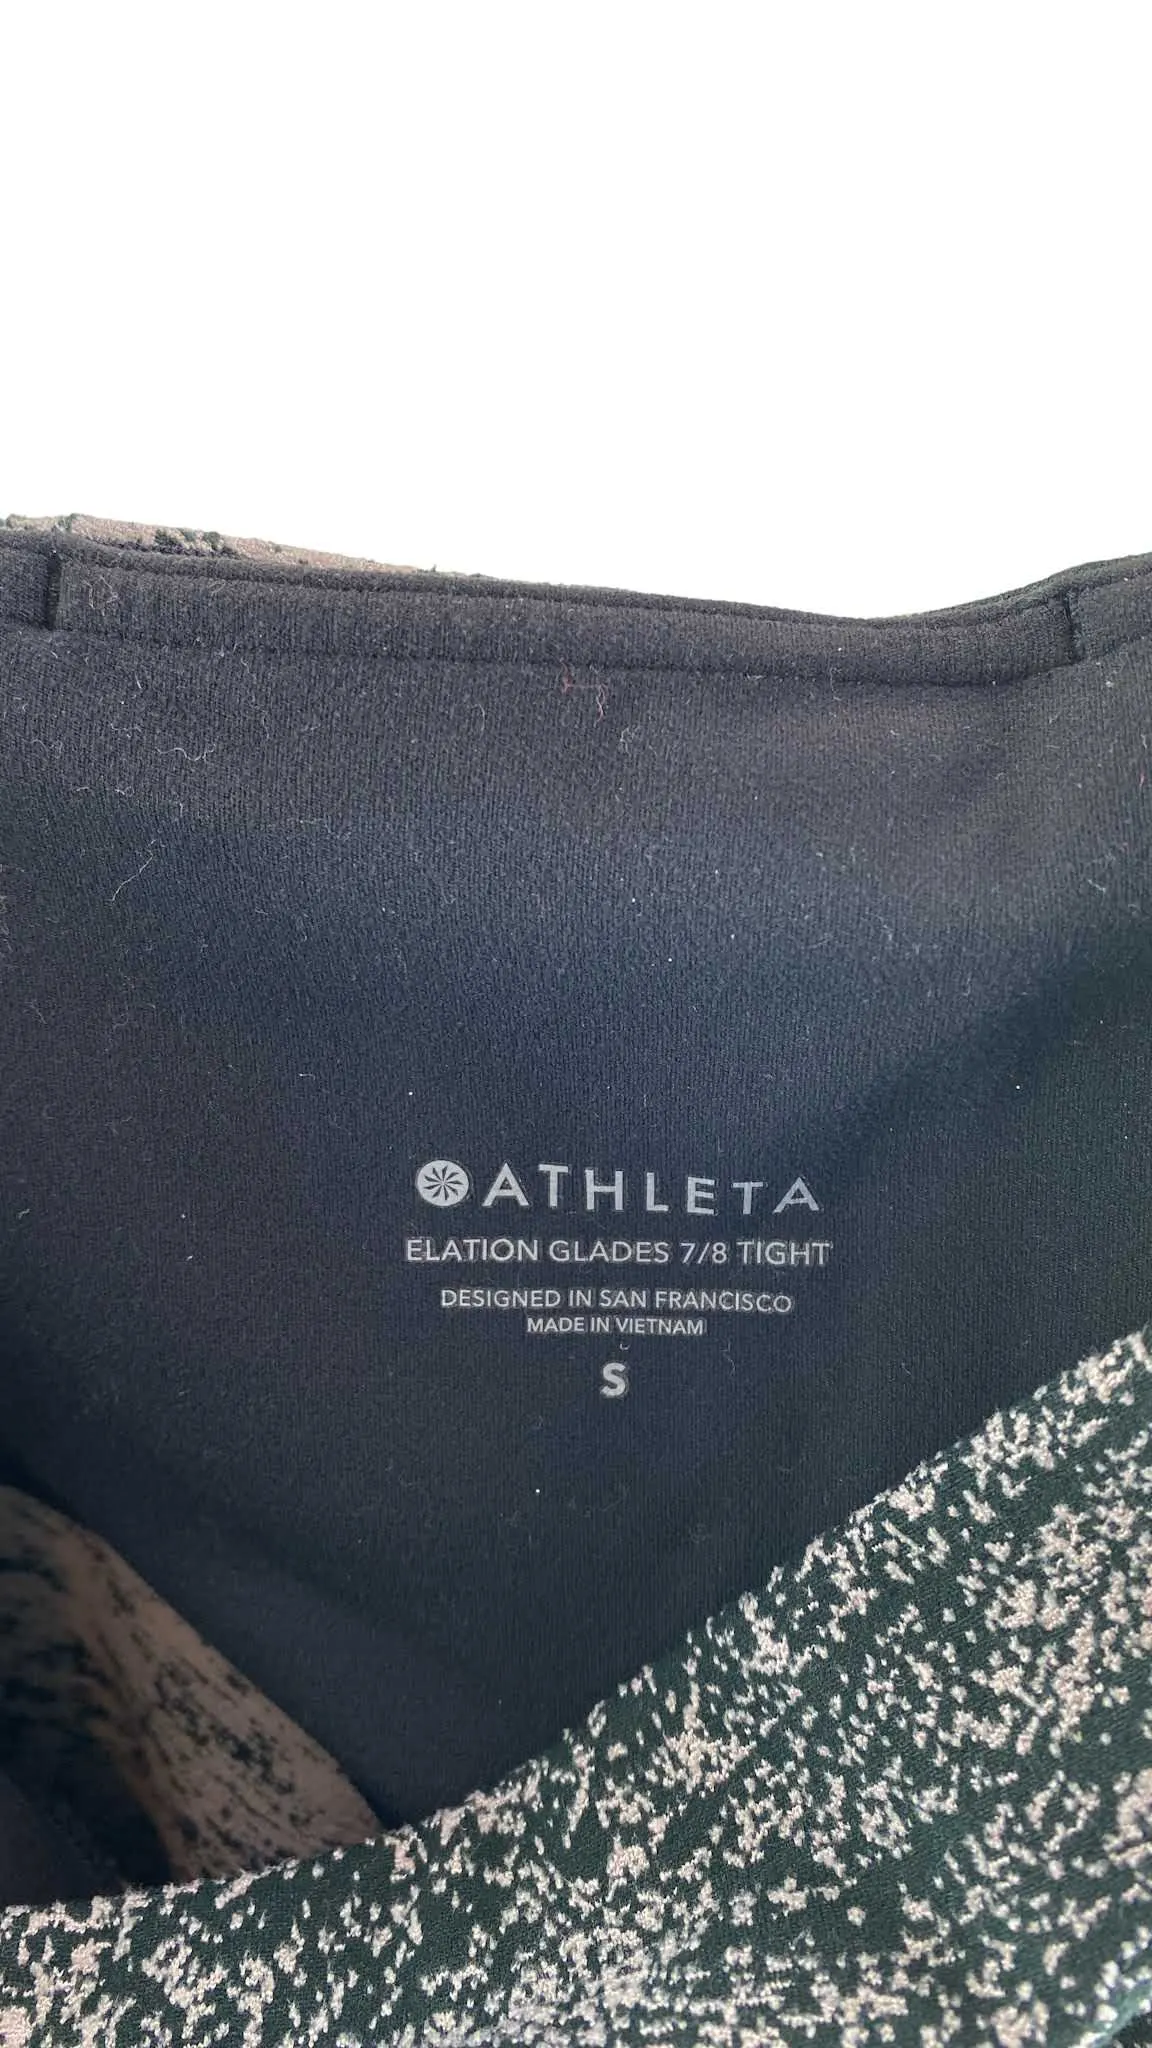 ATHLETA
ELATION GLADES 7/8 TIGHT
DESIGNED IN SAN FRANCISCO
MADE IN VIETNAM
S